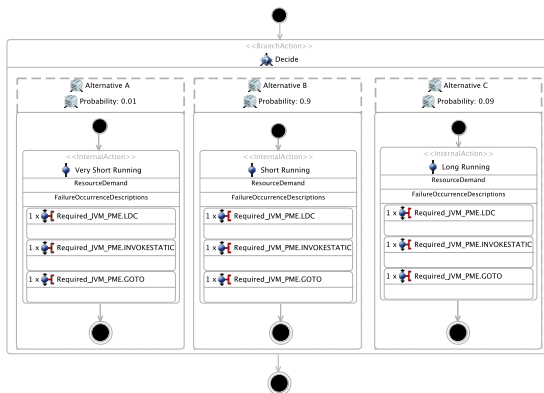 <<BranchAction>>
Decide
Alternative A
Probability: 0.01
<<InternalAction>>
Very Short Running
ResourceDemand
FailureOccurrenceDescriptions
1 x Required_JVM_PME.LDC
1 x Required_JVM_PME.INVOKESTATIC
1 x Required_JVM_PME.GOTO
Alternative B
Probability: 0.9
<<InternalAction>>
Short Running
ResourceDemand
FailureOccurrenceDescriptions
1 x Required_JVM_PME.LDC
1 x Required_JVM_PME.INVOKESTATIC
1 x Required_JVM_PME.GOTO
Alternative C
Probability: 0.09
<<InternalAction>>
Long Running
ResourceDemand
FailureOccurrenceDescriptions
1 x Required_JVM_PME.LDC
1 x Required_JVM_PME.INVOKESTATIC
1 x Required_JVM_PME.GOTO